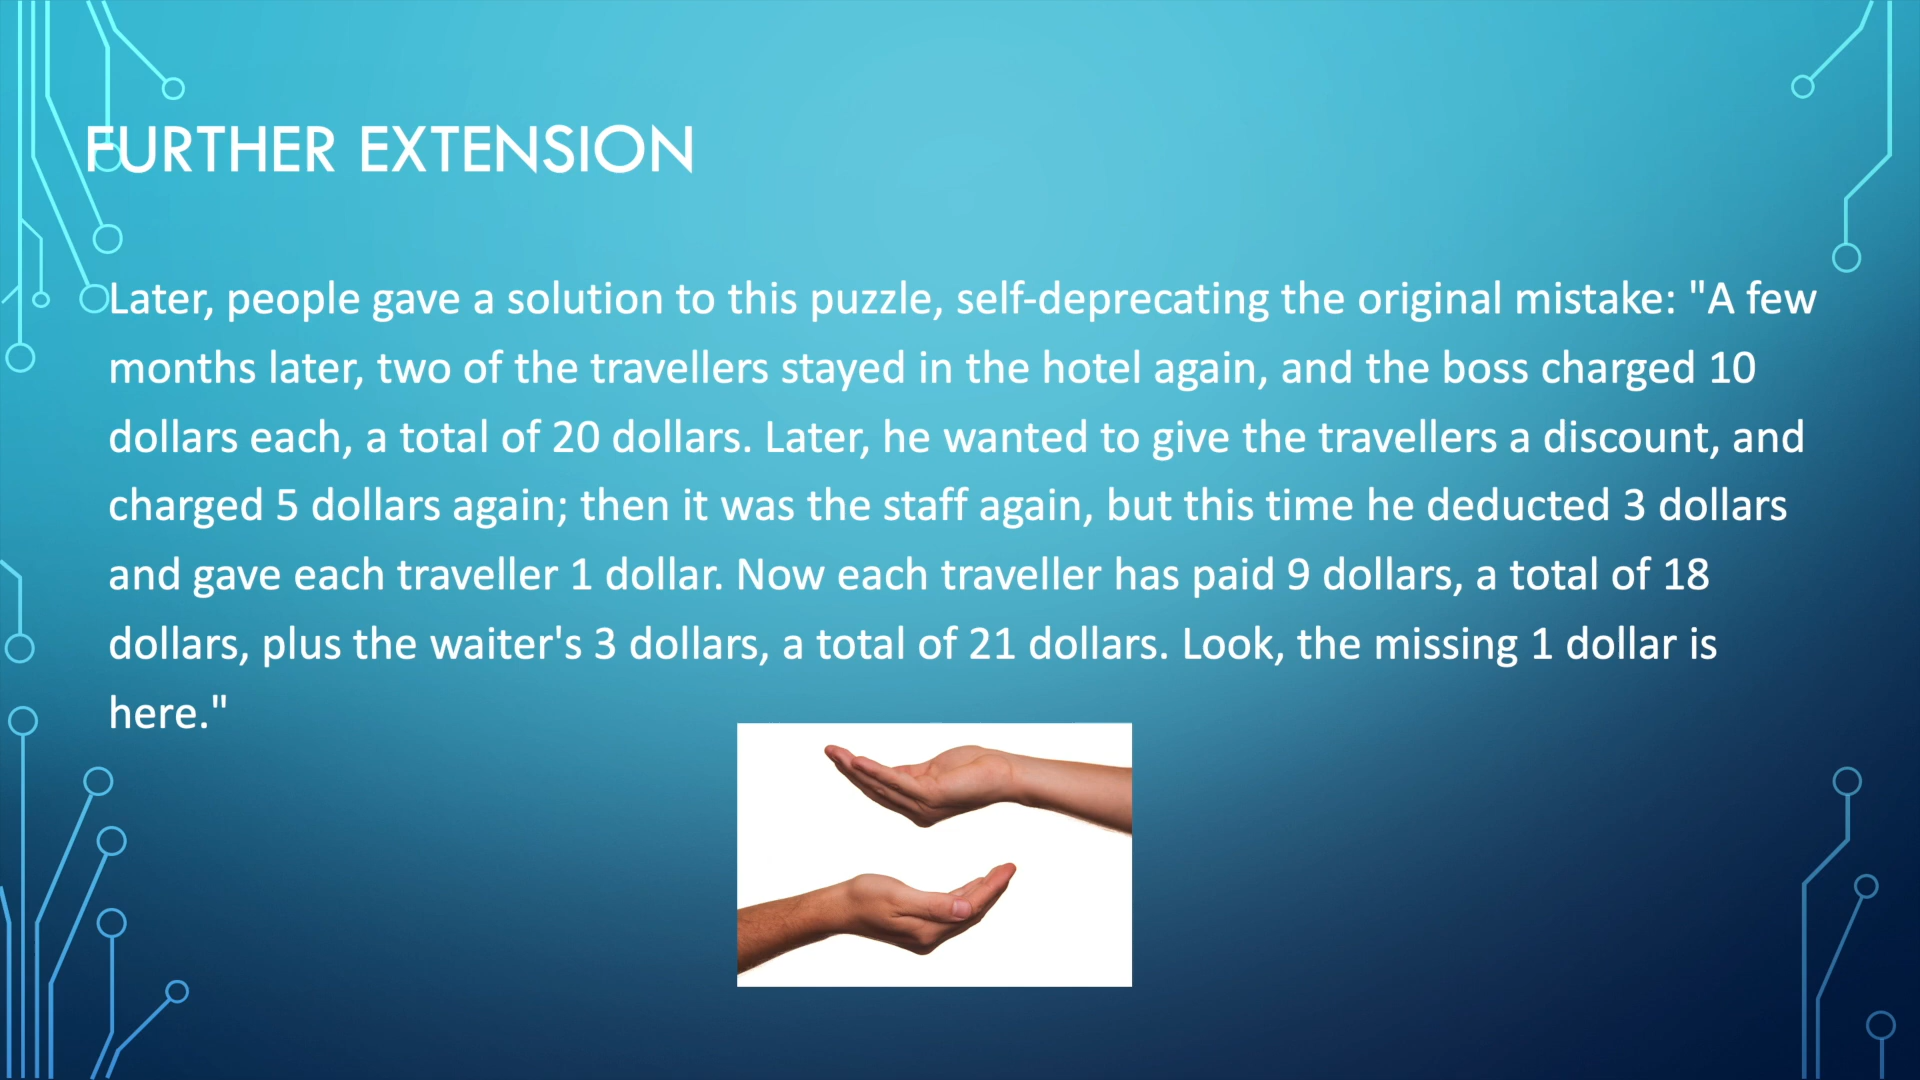 FURTHER EXTENSION
Later, people gave a solution to this puzzle, self-deprecating the original mistake: "A few
months later, two of the travellers stayed in the hotel again, and the boss charged 10
dollars each, a total of 20 dollars. Later, he wanted to give the travellers a discount, and
charged 5 dollars again; then it was the staff again, but this time he deducted 3 dollars
and gave each traveller 1 dollar. Now each traveller has paid 9 dollars, a total of 18
dollars, plus the waiter's 3 dollars, a total of 21 dollars. Look, the missing 1 dollar is
here."